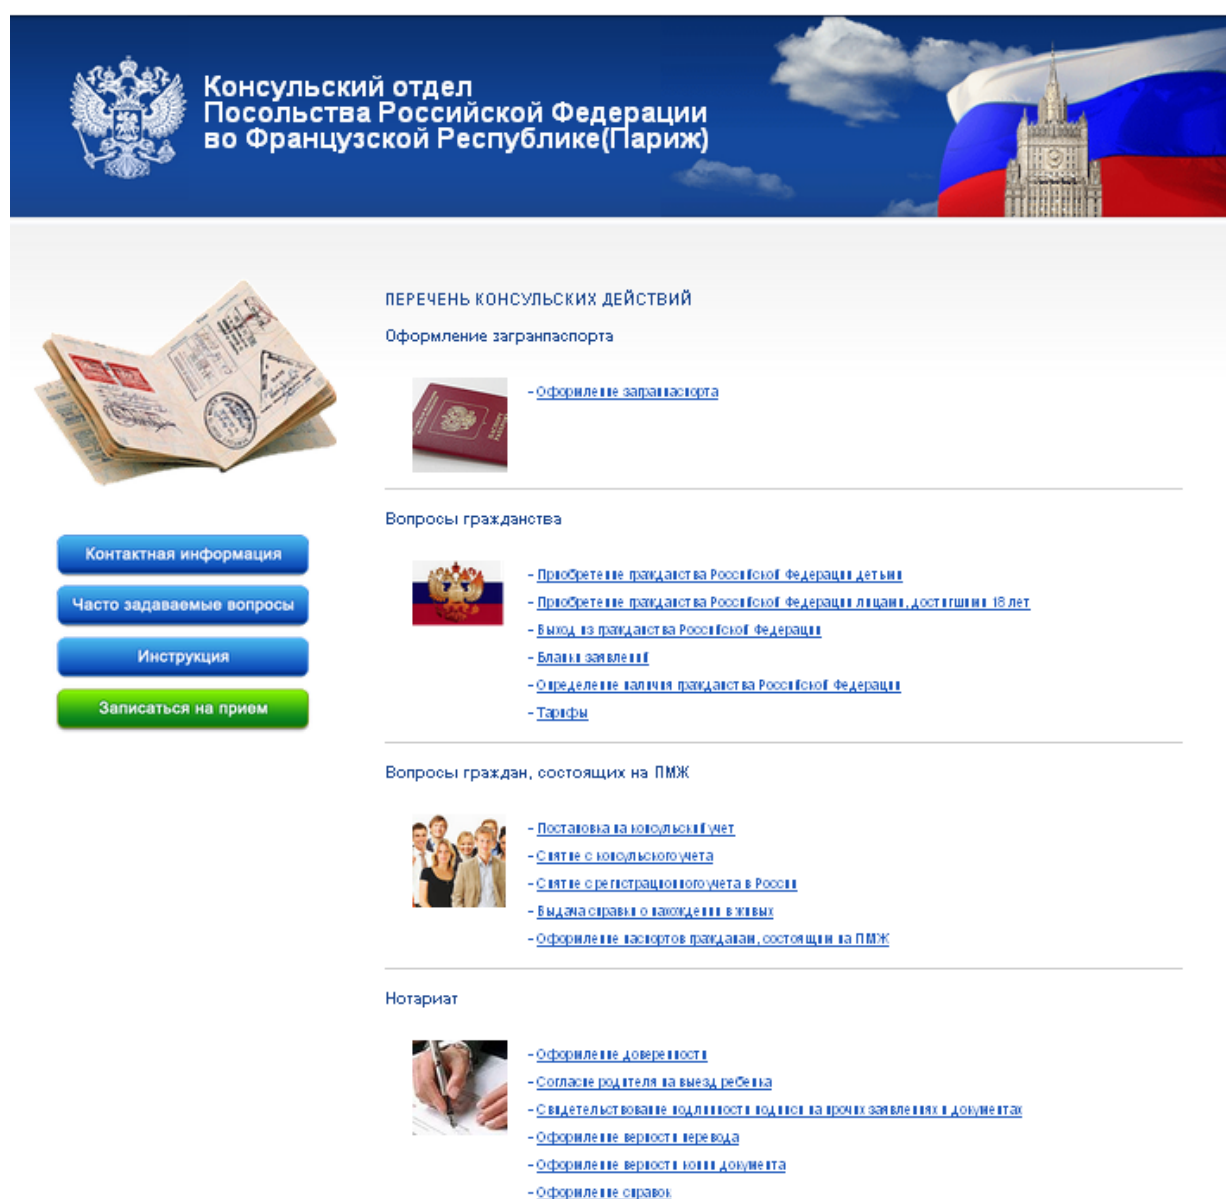 Консульский отдел
Посольства Российской Федерации
во Французской Республике(Париж)
ПЕРЕЧЕНЬ КОНСУЛЬСКИХ ДЕЙСТВИЙ
Оформление загранпаспорта
- Оформление загранпаспорта
Контактная информация
Часто задаваемые вопросы
Инструкция
Записаться на прием
Вопросы гражданства
- Приобретение гражданства Российской Федерации детьми
- Приобретение гражданства Российской Федерации лицами, достигшими 18 лет
- Выход из гражданства Российской Федерации
- Бланки заявлений
- Определение наличия гражданства Российской Федерации
- Тарифы
Вопросы граждан, состоящих на ПМЖ
- Постановка на консульский учет
- Снятие с консульского учета
- Снятие с регистрационного учета в России
- Выдача справки о нахождении в живых
- Оформление паспортов гражданам, состоящим на ПМЖ
Нотариат
- Оформление доверенности
- Согласие родителя на выезд ребенка
- Свидетельствование подлинности подписи на прочих заявлениях и документах
- Оформление верности перевода
- Оформление верности копии документа
- Оформление справок